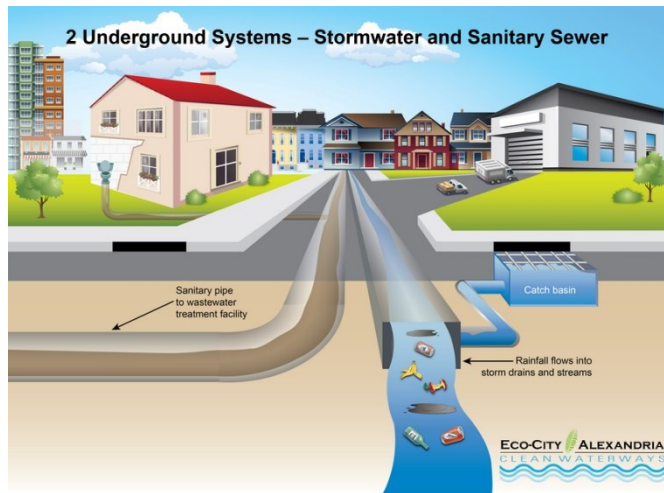 2 Underground Systems – Stormwater and Sanitary Sewer
Sanitary pipe
to wastewater
treatment facility
Catch basin
Rainfall flows into
storm drains and streams
ECO-CITY ALEXANDRIA
CLEAN WATERWAYS